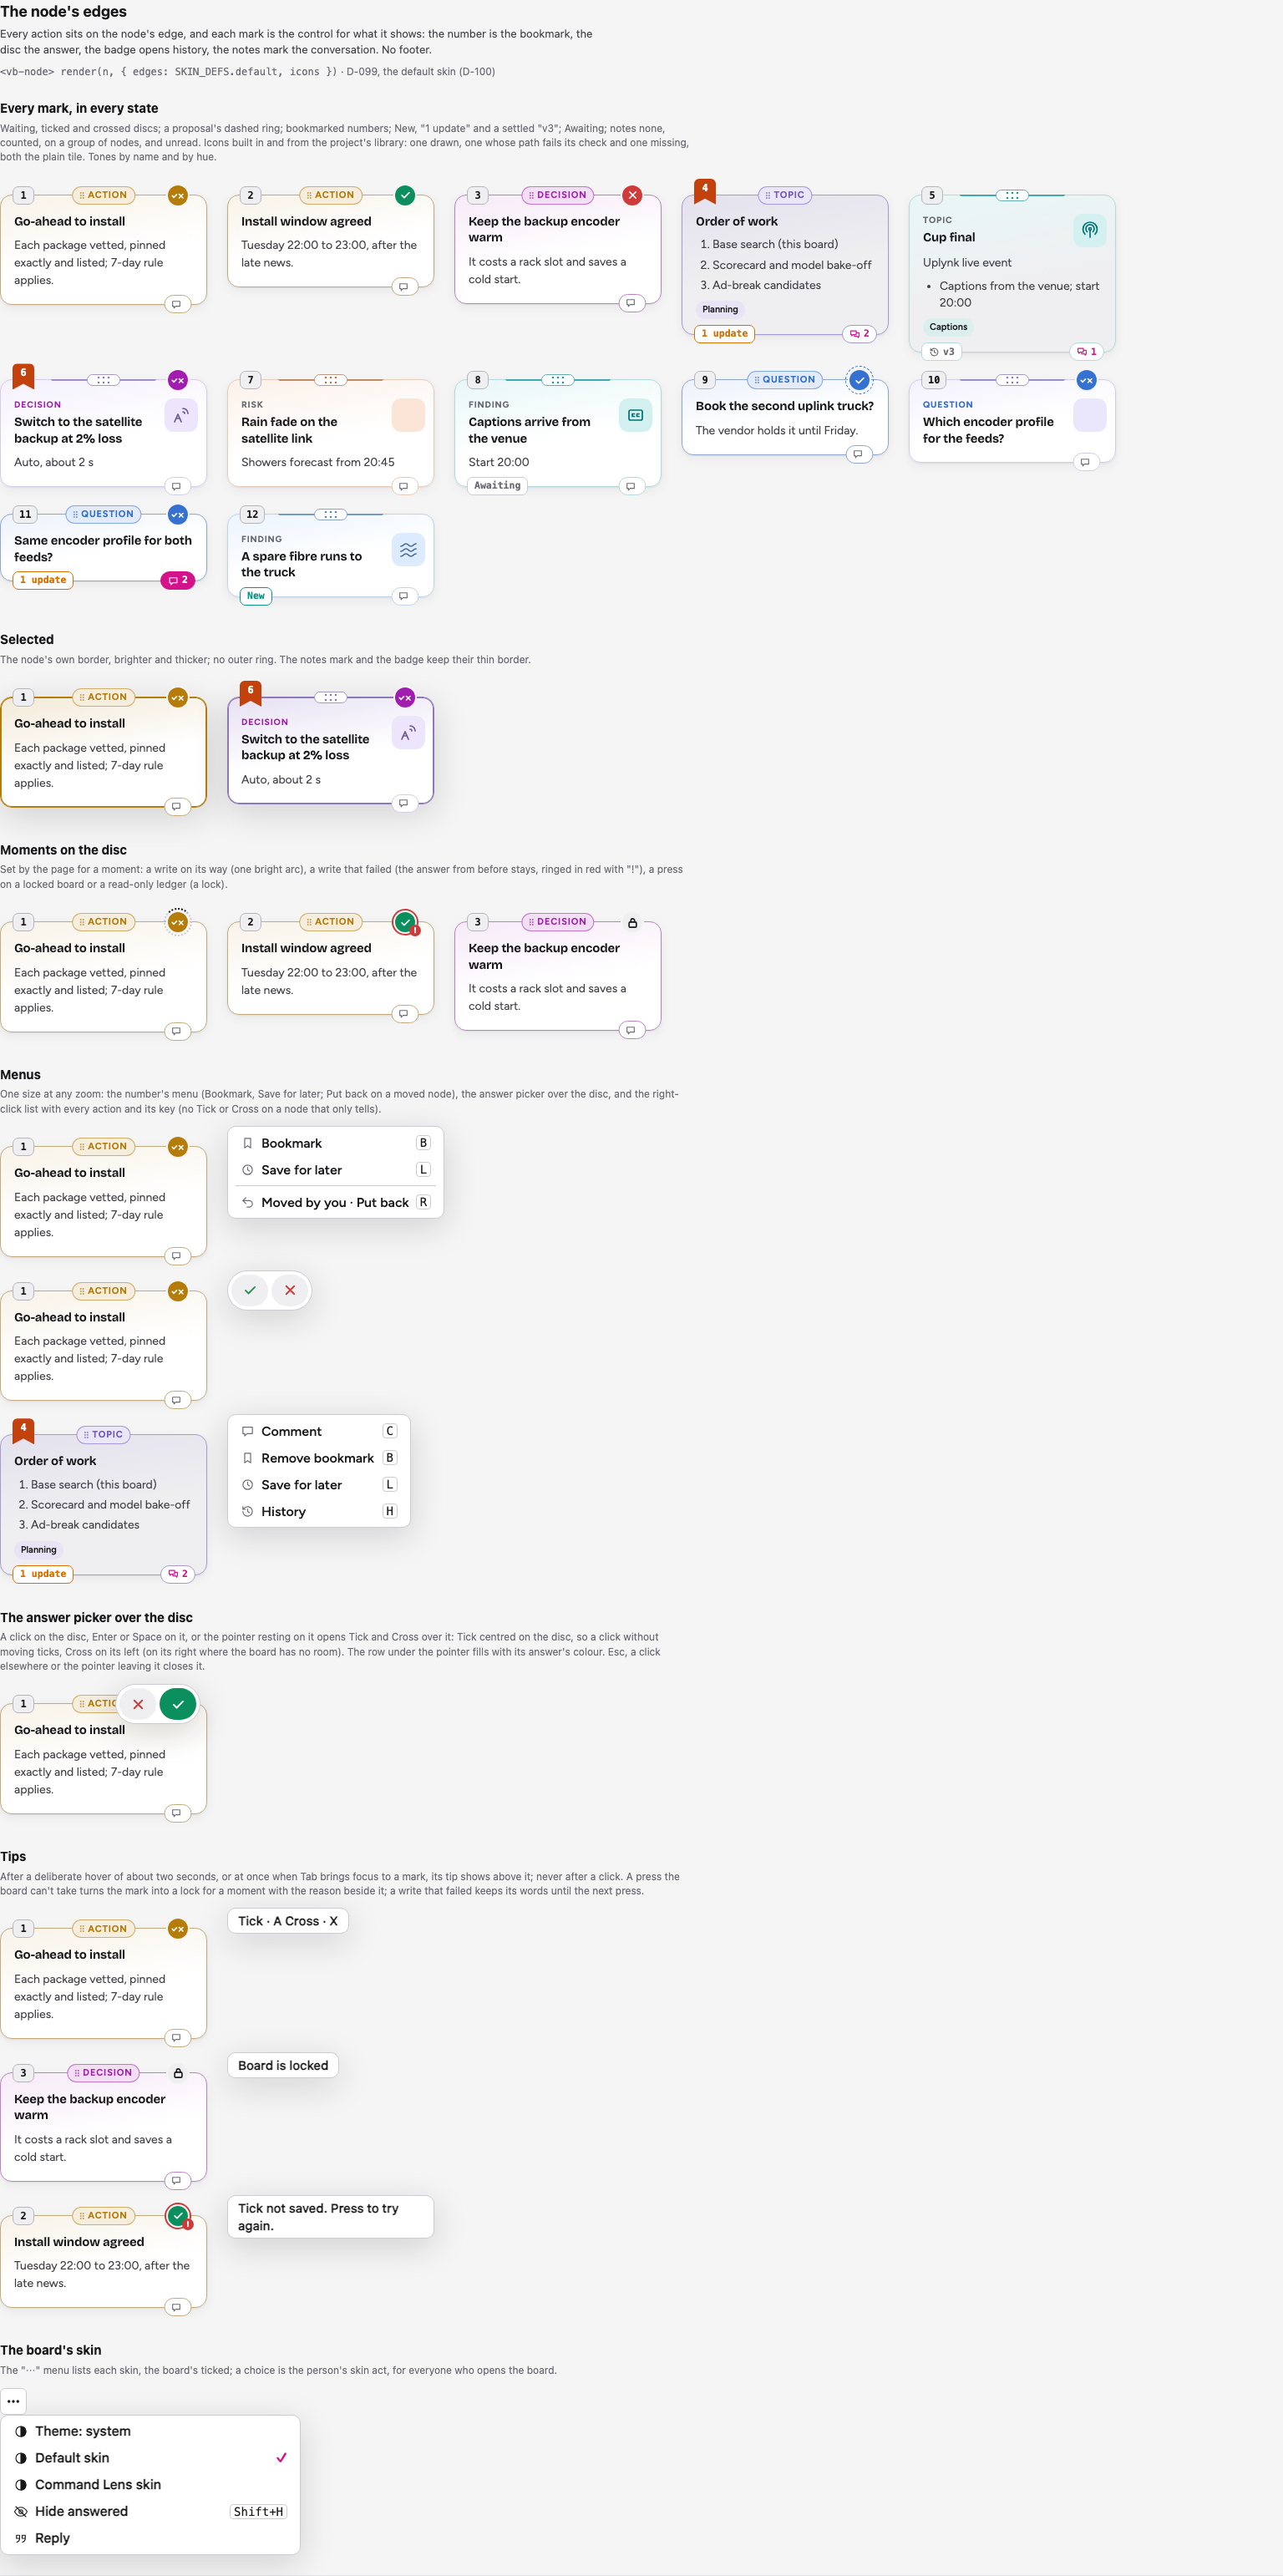 The node's edges
Every action sits on the node's edge, and each mark is the control for what it shows: the number is the bookmark, the
disc the answer, the badge opens history, the notes mark the conversation. No footer.
<vb-node> render(n, { edges: SKIN_DEFS.default, icons }) · D-099, the default skin (D-100)
Every mark, in every state
Waiting, ticked and crossed discs; a proposal's dashed ring; bookmarked numbers; New, "1 update" and a settled "v3"; Awaiting; notes none,
counted, on a group of nodes, and unread. Icons built in and from the project's library: one drawn, one whose path fails its check and one missing,
both the plain tile. Tones by name and by hue.
1
ACTION
Go-ahead to install
Each package vetted, pinned
exactly and listed; 7-day rule
applies.
2
ACTION
Install window agreed
Tuesday 22:00 to 23:00, after the
late news.
3
DECISION
Keep the backup encoder
warm
It costs a rack slot and saves a
cold start.
4
TOPIC
Order of work
1. Base search (this board)
2. Scorecard and model bake-off
3. Ad-break candidates
Planning
1 update
2
5
TOPIC
Cup final
Uplynk live event
• Captions from the venue; start
20:00
Captions
v3
1
6
DECISION
Switch to the satellite
backup at 2% loss
Auto, about 2 s
7
RISK
Rain fade on the
satellite link
Showers forecast from 20:45
8
FINDING
Captions arrive from
the venue
Start 20:00
Awaiting
9
QUESTION
Book the second uplink truck?
The vendor holds it until Friday.
10
QUESTION
Which encoder profile
for the feeds?
11
QUESTION
Same encoder profile for both
feeds?
1 update
2
12
FINDING
A spare fibre runs to
the truck
New
Selected
The node's own border, brighter and thicker; no outer ring. The notes mark and the badge keep their thin border.
1
ACTION
Go-ahead to install
Each package vetted, pinned
exactly and listed; 7-day rule
applies.
6
DECISION
Switch to the satellite
backup at 2% loss
Auto, about 2 s
Moments on the disc
Set by the page for a moment: a write on its way (one bright arc), a write that failed (the answer from before stays, ringed in red with "!"), a press
on a locked board or a read-only ledger (a lock).
1
ACTION
Go-ahead to install
Each package vetted, pinned
exactly and listed; 7-day rule
applies.
2
ACTION
!
Install window agreed
Tuesday 22:00 to 23:00, after the
late news.
3
DECISION
Keep the backup encoder
warm
It costs a rack slot and saves a
cold start.
Menus
One size at any zoom: the number's menu (Bookmark, Save for later; Put back on a moved node), the answer picker over the disc, and the right-
click list with every action and its key (no Tick or Cross on a node that only tells).
1
ACTION
Go-ahead to install
Each package vetted, pinned
exactly and listed; 7-day rule
applies.
Bookmark B
Save for later L
Moved by you · Put back R
1
ACTION
Go-ahead to install
Each package vetted, pinned
exactly and listed; 7-day rule
applies.
4
TOPIC
Order of work
1. Base search (this board)
2. Scorecard and model bake-off
3. Ad-break candidates
Planning
1 update
2
Comment C
Remove bookmark B
Save for later L
History H
The answer picker over the disc
A click on the disc, Enter or Space on it, or the pointer resting on it opens Tick and Cross over it: Tick centred on the disc, so a click without
moving ticks, Cross on its left (on its right where the board has no room). The row under the pointer fills with its answer's colour. Esc, a click
elsewhere or the pointer leaving it closes it.
1
ACTIO
Go-ahead to install
Each package vetted, pinned
exactly and listed; 7-day rule
applies.
Tips
After a deliberate hover of about two seconds, or at once when Tab brings focus to a mark, its tip shows above it; never after a click. A press the
board can't take turns the mark into a lock for a moment with the reason beside it; a write that failed keeps its words until the next press.
1
ACTION
Go-ahead to install
Each package vetted, pinned
exactly and listed; 7-day rule
applies.
Tick · A Cross · X
3
DECISION
Keep the backup encoder
warm
It costs a rack slot and saves a
cold start.
Board is locked
2
ACTION
!
Install window agreed
Tuesday 22:00 to 23:00, after the
late news.
Tick not saved. Press to try
again.
The board's skin
The "···" menu lists each skin, the board's ticked; a choice is the person's skin act, for everyone who opens the board.
Theme: system
Default skin
Command Lens skin
Hide answered Shift+H
Reply